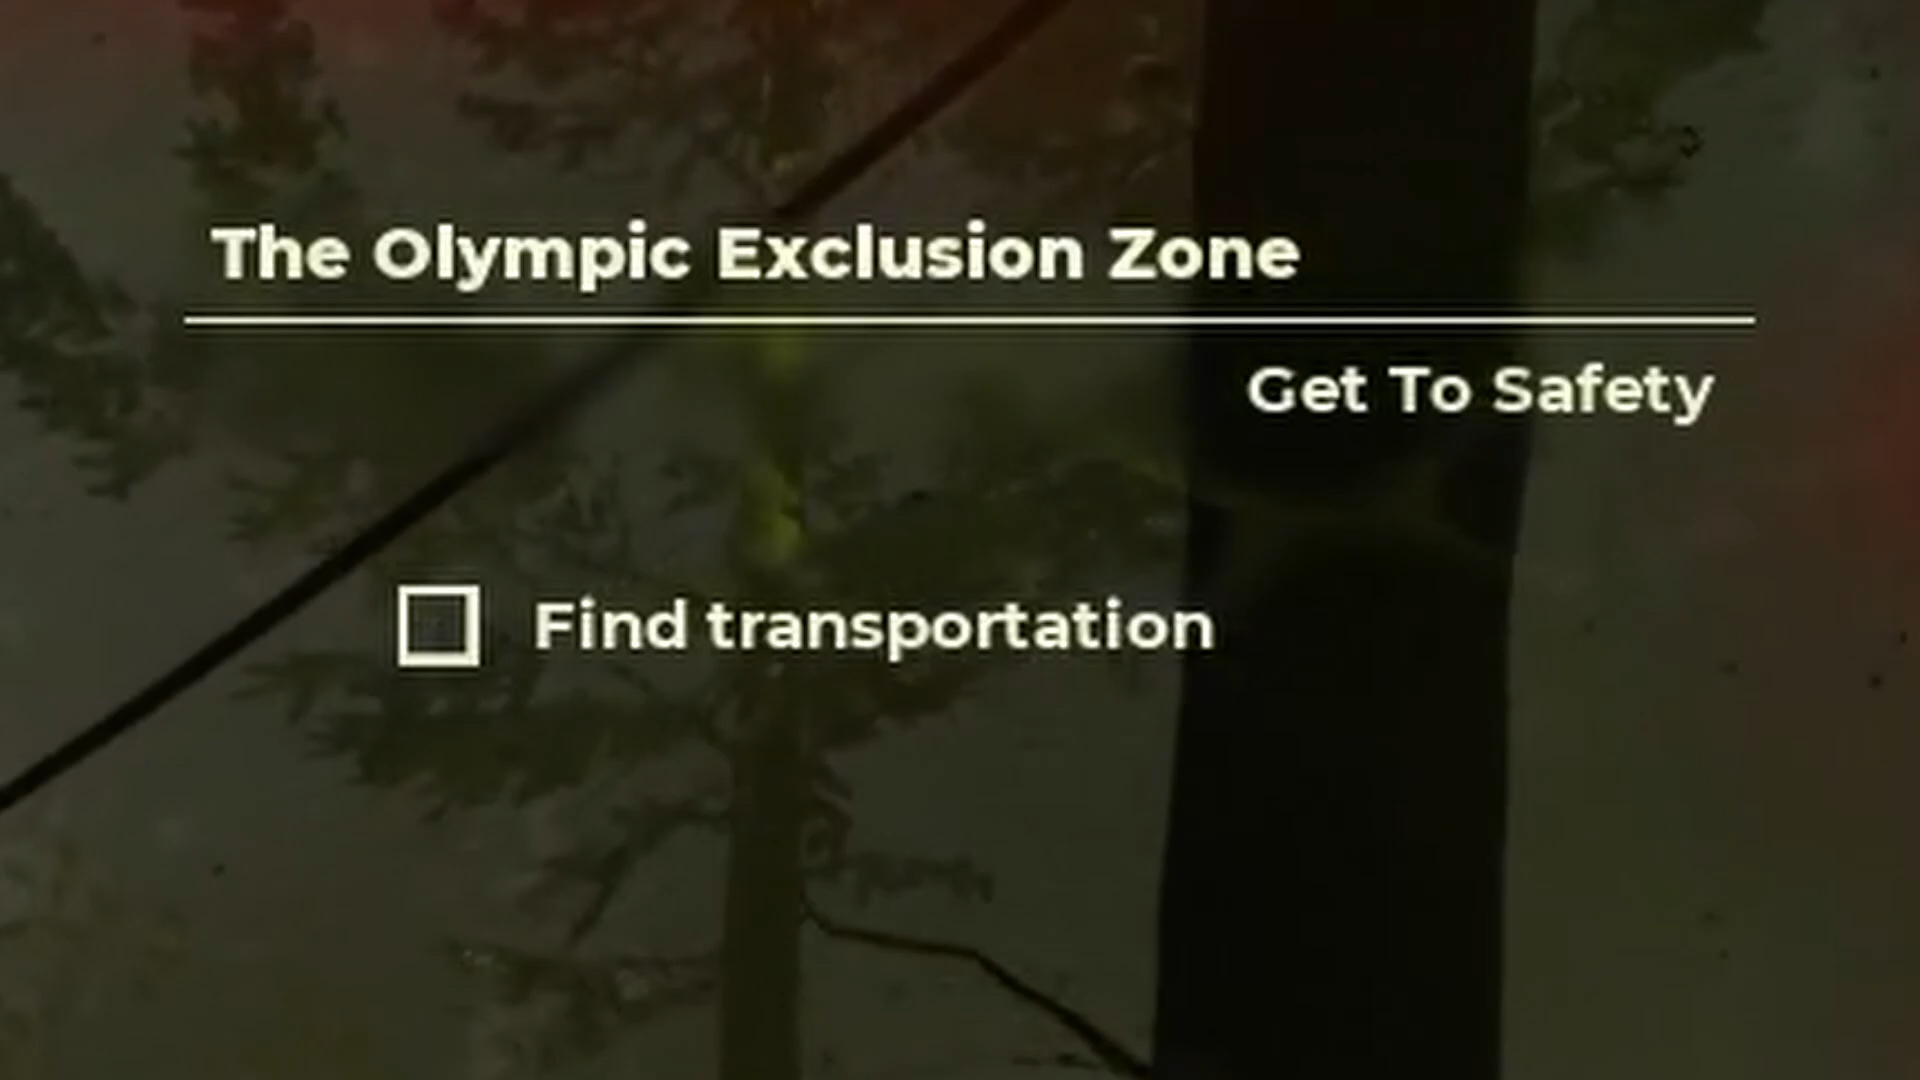 The Olympic Exclusion Zone
Get To Safety
Find transportation